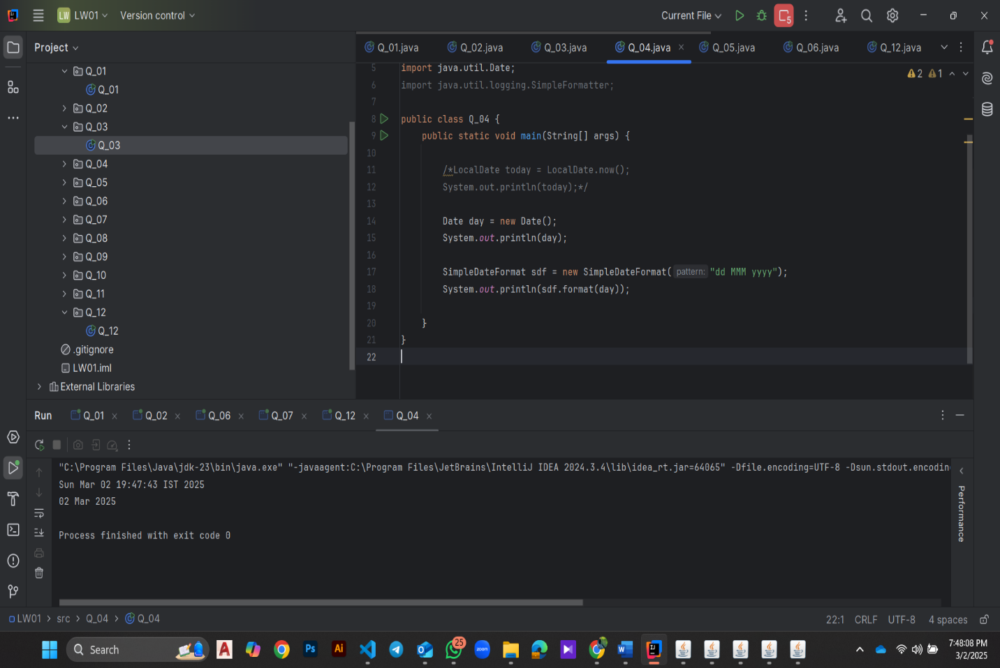 LW LW01 Version control Current File 5
Project
Q_01.java Q_02.java Q_03.java Q_04.java Q_05.java Q_06.java Q_12.java
Q_01
Q_01
Q_02
Q_03
Q_03
Q_04
Q_05
Q_06
Q_07
Q_08
Q_09
Q_10
Q_11
Q_12
Q_12
.gitignore
LW01.iml
External Libraries
2 1
5 import java.util.Date;
6 import java.util.logging.SimpleFormatter;
7
8 public class Q_04 {
9 public static void main(String[] args) {
10
11 /*LocalDate today = LocalDate.now();
12 System.out.println(today);*/
13
14 Date day = new Date();
15 System.out.println(day);
16
17 SimpleDateFormat sdf = new SimpleDateFormat( pattern: "dd MMM yyyy");
18 System.out.println(sdf.format(day));
19
20 }
21 }
22
Run Q_01 Q_02 Q_06 Q_07 Q_12 Q_04
"C:\Program Files\Java\jdk-23\bin\java.exe" "-javaagent:C:\Program Files\JetBrains\IntelliJ IDEA 2024.3.4\lib\idea_rt.jar=64065" -Dfile.encoding=UTF-8 -Dsun.stdout.encodin
Sun Mar 02 19:47:43 IST 2025
02 Mar 2025
Process finished with exit code 0
Performance
LW01 > src > Q_04 > Q_04
22:1 CRLF UTF-8 4 spaces
Search
A
Ps
Ai
25
zoom
W
IJ
7:48:08 PM
3/2/2025